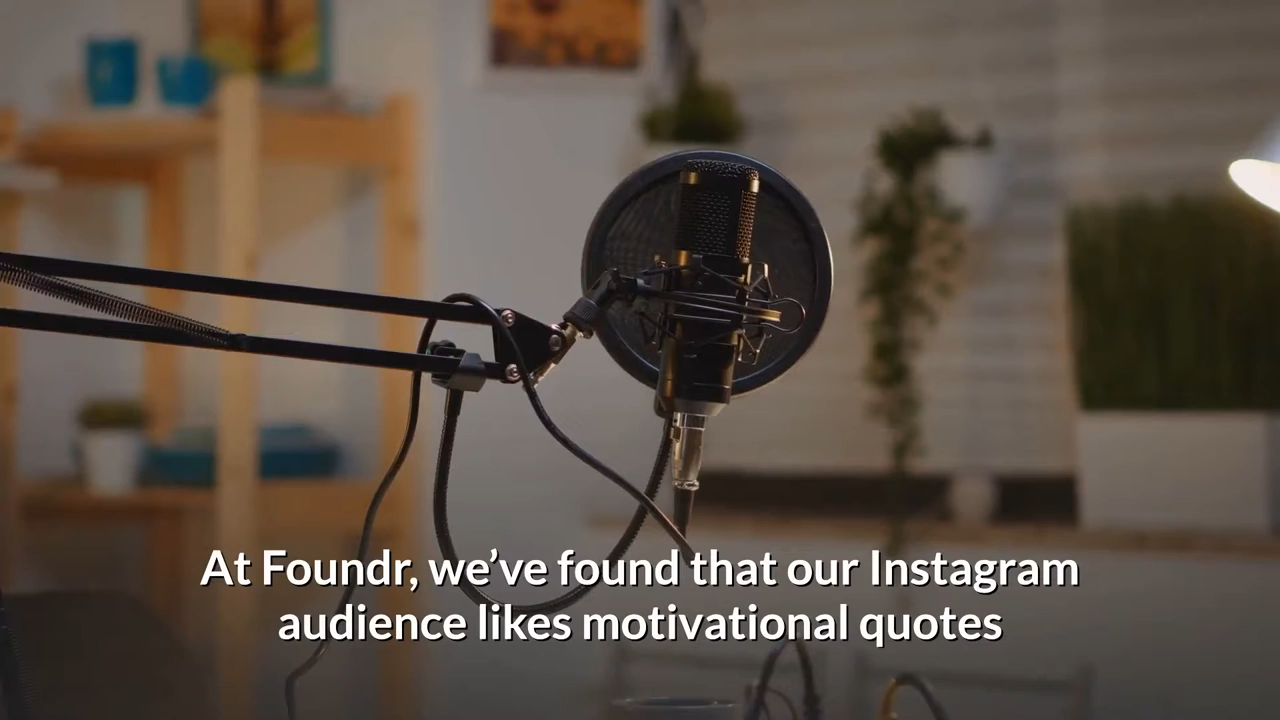 At Foundr, we’ve found that our Instagram
audience likes motivational quotes